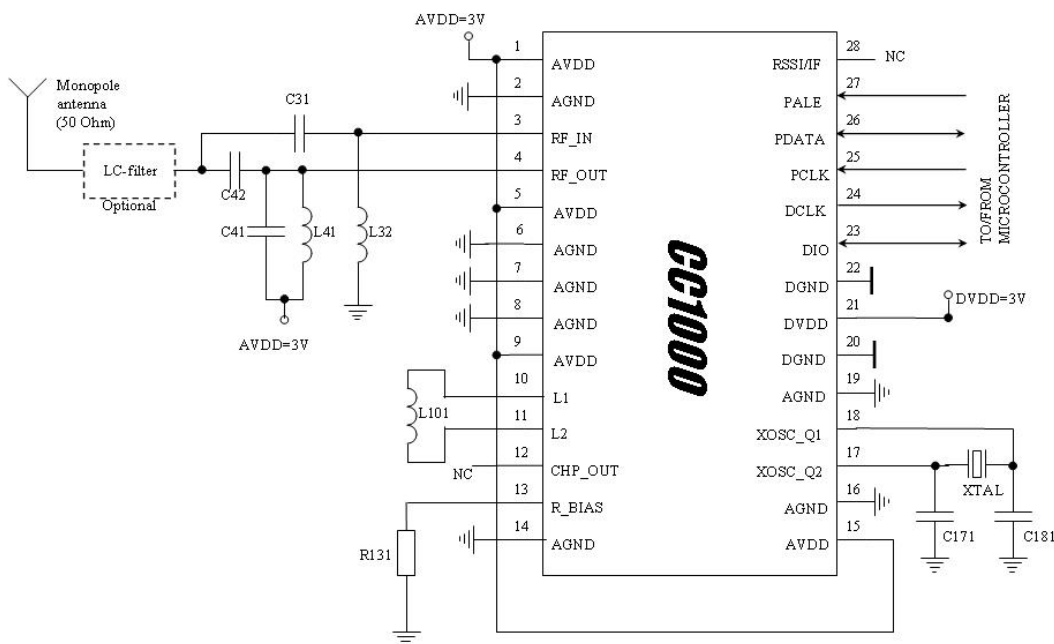 AVDD=3V
Monopole
antenna
(50 Ohm)
LC-filter
Optional
C31
C42
C41
L41
L32
AVDD=3V
1
AVDD
2
AGND
3
RF_IN
4
RF_OUT
5
AVDD
6
AGND
7
AGND
8
AGND
9
AVDD
10
L1
11
L2
12
CHP_OUT
13
R_BIAS
14
AGND
L101
NC
R131
CC1000
28
RSSI/IF
NC
27
PALE
26
PDATA
25
PCLK
24
DCLK
23
DIO
TO/FROM
MICROCONTROLLER
22
DGND
21
DVDD
DVDD=3V
20
DGND
19
AGND
18
XOSC_Q1
17
XOSC_Q2
XTAL
16
AGND
15
AVDD
C171
C181